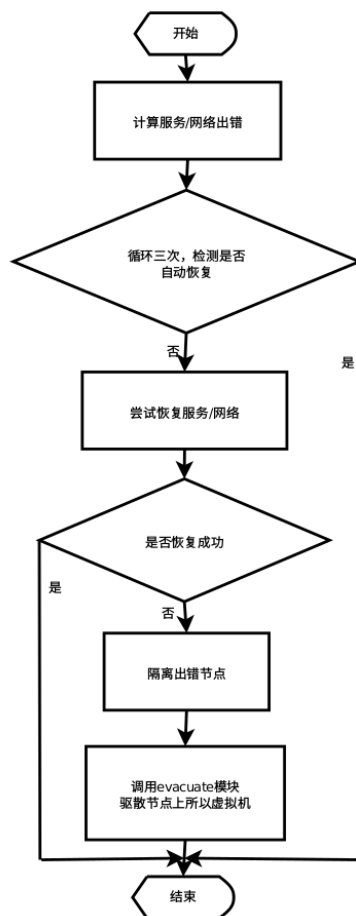 开始
计算服务/网络出错
循环三次，检测是否
自动恢复
否
是
尝试恢复服务/网络
是否恢复成功
是
否
隔离出错节点
调用evacuate模块
驱散节点上所以虚拟机
结束